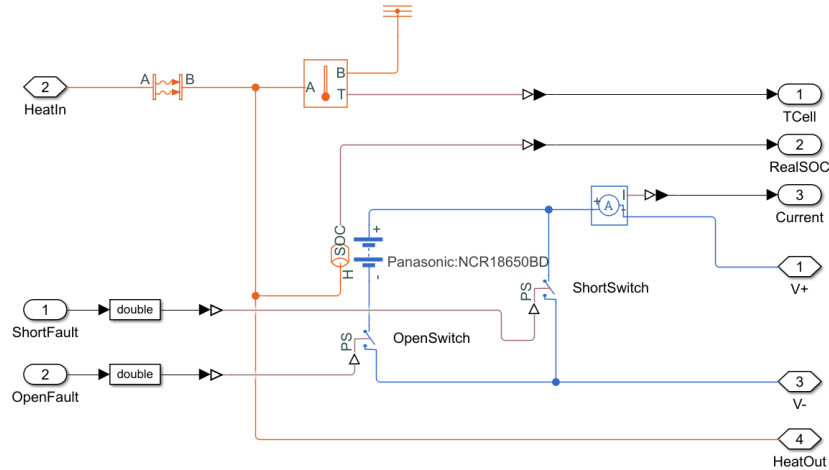 2
HeatIn
A
B
A
B
T
1
TCell
2
RealSOC
SOC
H
+
-
Panasonic:NCR18650BD
+
A
I
-
3
Current
1
V+
PS
ShortSwitch
1
ShortFault
double
PS
OpenSwitch
2
OpenFault
double
3
V-
4
HeatOut